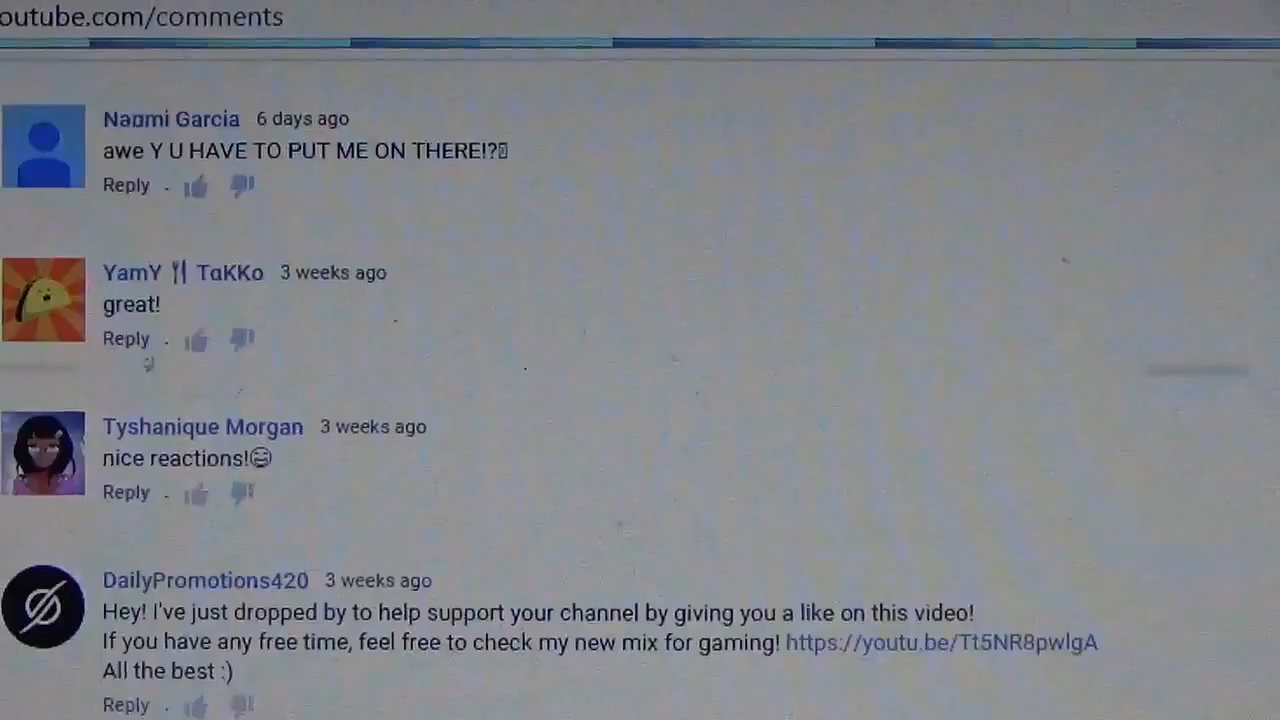 outube.com/comments
Naomi Garcia 6 days ago
awe Y U HAVE TO PUT ME ON THERE!?
Reply .
YamY 🍴 TaKKo 3 weeks ago
great!
Reply .
Tyshanique Morgan 3 weeks ago
nice reactions!😄
Reply .
DailyPromotions420 3 weeks ago
Hey! I've just dropped by to help support your channel by giving you a like on this video!
If you have any free time, feel free to check my new mix for gaming! https://youtu.be/Tt5NR8pwlgA
All the best :)
Reply .